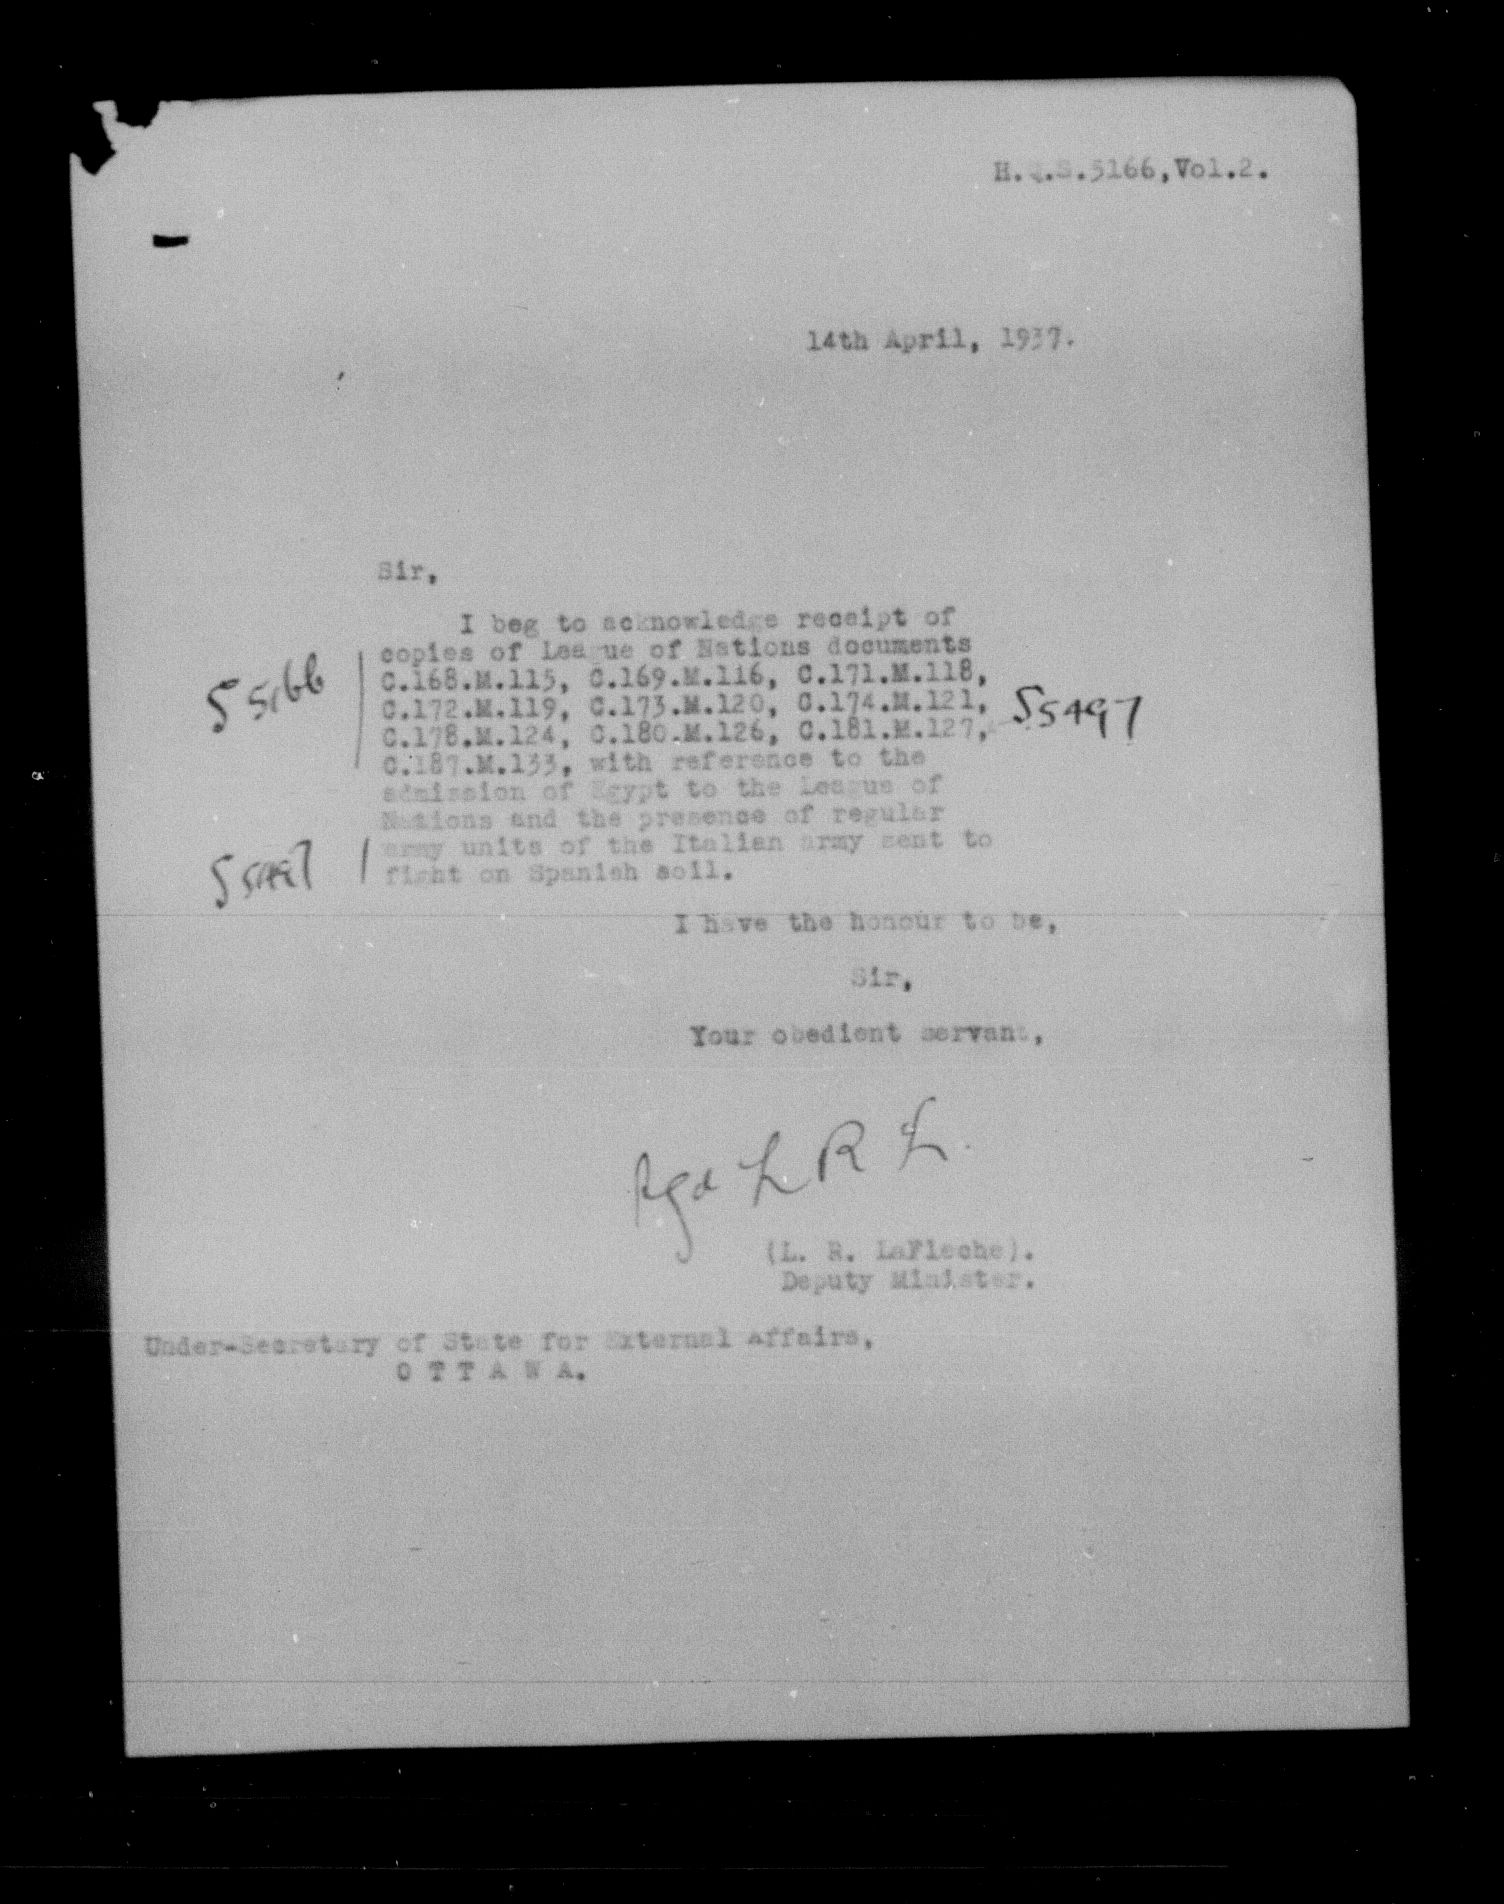 H.Q.S.5166,Vol.2.
14th April, 1937.
Sir,
I beg to acknowledge receipt of
copies of League of Nations documents
C.168.M.115, C.169.M.116, C.171.M.118,
C.172.M.119, C.173.M.120, C.174.M.121,
C.178.M.124, C.180.M.126, C.181.M.127,
C.187.M.133, with reference to the
admission of Egypt to the League of
Nations and the presence of regular
army units of the Italian army sent to
fight on Spanish soil.
S 5166
S5497
S 5497
I have the honour to be,
Sir,
Your obedient servant,
Sgd L R L.
(L. R. LaFleche).
Deputy Minister.
Under-Secretary of State for External Affairs,
O T T A W A.